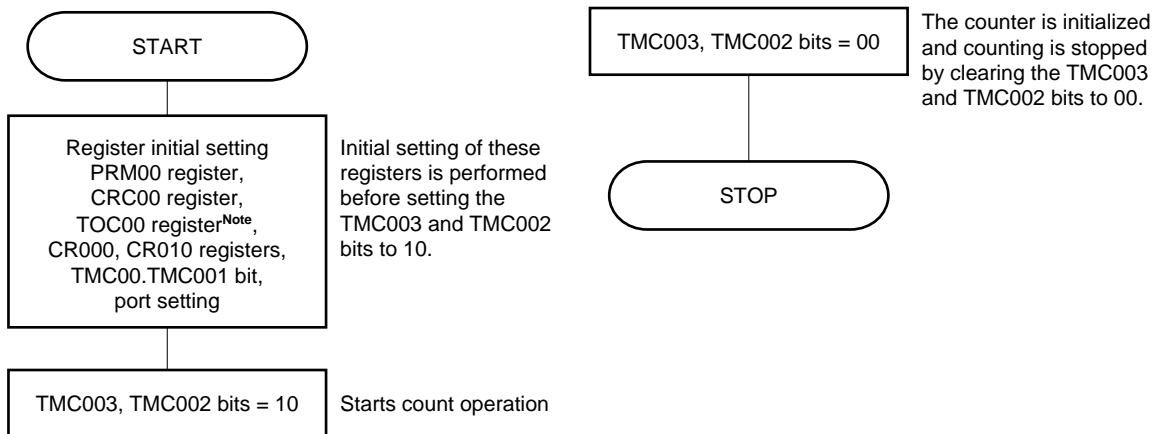 START
Register initial setting
PRM00 register,
CRC00 register,
TOC00 registerNote,
CR000, CR010 registers,
TMC00.TMC001 bit,
port setting
Initial setting of these
registers is performed
before setting the
TMC003 and TMC002
bits to 10.
TMC003, TMC002 bits = 10
Starts count operation
TMC003, TMC002 bits = 00
The counter is initialized
and counting is stopped
by clearing the TMC003
and TMC002 bits to 00.
STOP